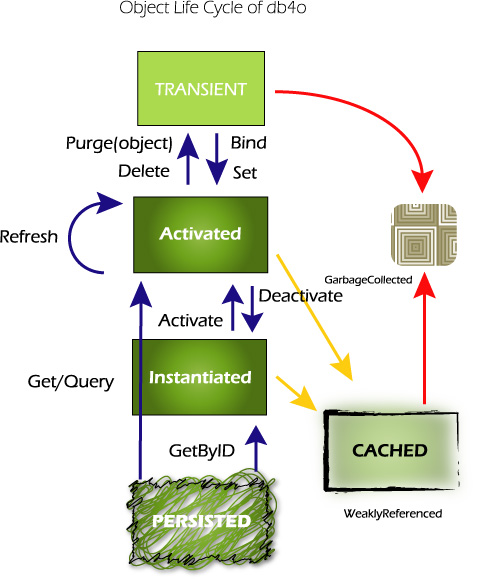 Object Life Cycle of db4o
TRANSIENT
Purge(object)
Bind
Delete
Set
Activated
Refresh
GarbageCollected
Deactivate
Activate
Instantiated
Get/Query
GetByID
CACHED
WeaklyReferenced
PERSISTED